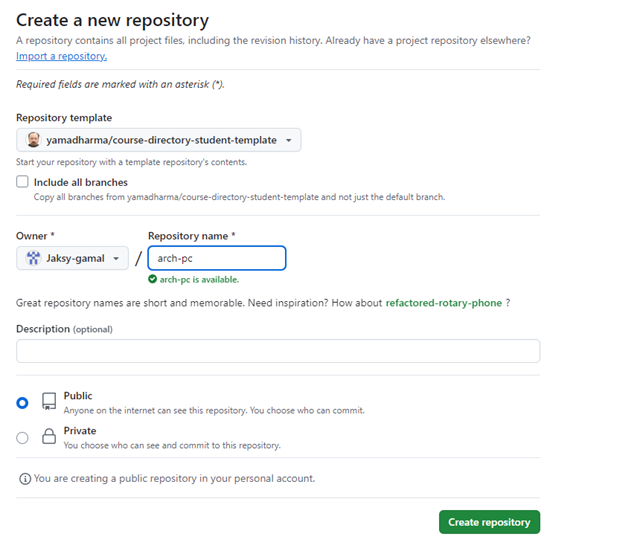 Create a new repository
A repository contains all project files, including the revision history. Already have a project repository elsewhere?
Import a repository.
Required fields are marked with an asterisk (*).
Repository template
yamadharma/course-directory-student-template
Start your repository with a template repository's contents.
Include all branches
Copy all branches from yamadharma/course-directory-student-template and not just the default branch.
Owner *
Repository name *
Jaksy-gamal
/
arch-pc
arch-pc is available.
Great repository names are short and memorable. Need inspiration? How about refactored-rotary-phone ?
Description (optional)
Public
Anyone on the internet can see this repository. You choose who can commit.
Private
You choose who can see and commit to this repository.
You are creating a public repository in your personal account.
Create repository